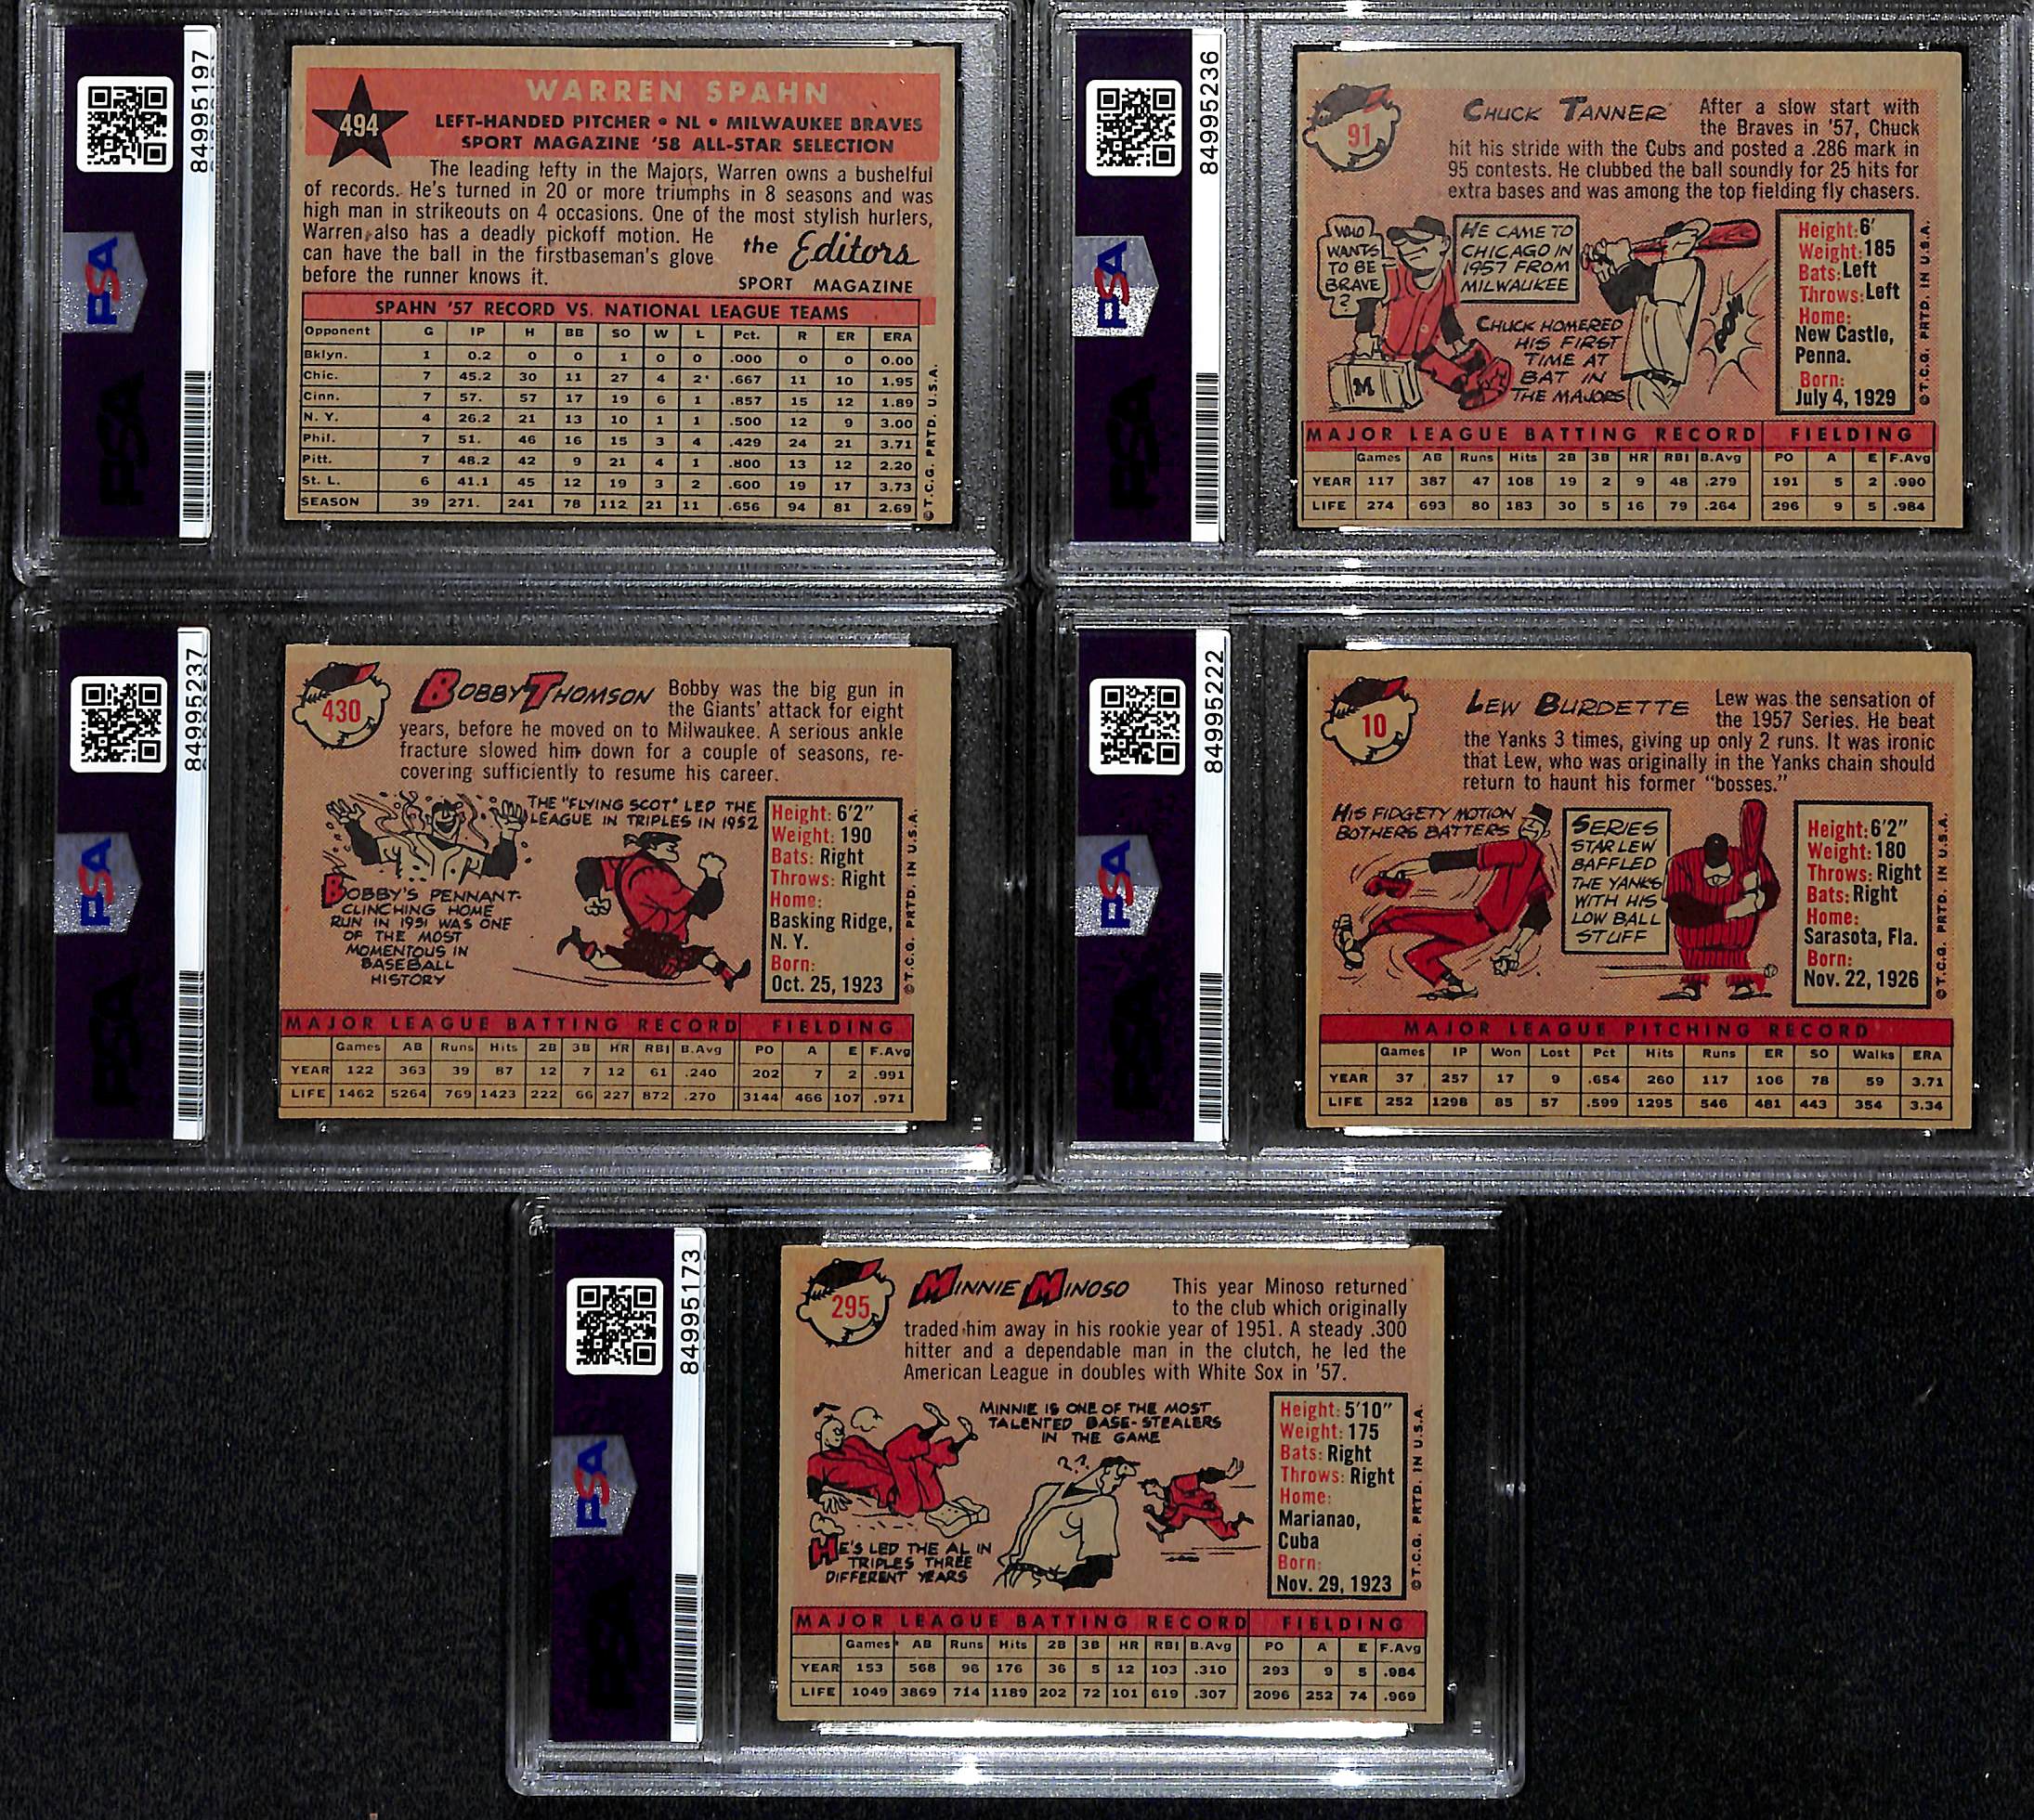 84995197
PSA
PSA
WARREN SPAHN
494
LEFT-HANDED PITCHER • NL • MILWAUKEE BRAVES
SPORT MAGAZINE '58 ALL-STAR SELECTION
The leading lefty in the Majors, Warren owns a bushelful
of records. He's turned in 20 or more triumphs in 8 seasons and was
high man in strikeouts on 4 occasions. One of the most stylish hurlers,
Warren also has a deadly pickoff motion. He
can have the ball in the firstbaseman's glove
before the runner knows it.
the Editors
SPORT MAGAZINE
SPAHN '57 RECORD VS. NATIONAL LEAGUE TEAMS
Opponent G IP H BB SO W L Pct. R ER ERA
Bklyn. 1 0.2 0 0 1 0 0 .000 0 0 0.00
Chic. 7 45.2 30 11 27 4 2 .667 11 10 1.95
Cinn. 7 57. 57 17 19 6 1 .857 15 12 1.89
N. Y. 4 26.2 21 13 10 1 1 .500 12 9 3.00
Phil. 7 51. 46 16 15 3 4 .429 24 21 3.71
Pitt. 7 48.2 42 9 21 4 1 .800 13 12 2.20
St. L. 6 41.1 45 12 19 3 2 .600 19 17 3.73
SEASON 39 271. 241 78 112 21 11 .656 94 81 2.69
© T.C.G. PRTD. U.S.A.
84995236
PSA
PSA
91
CHUCK TANNER
After a slow start with
the Braves in '57, Chuck
hit his stride with the Cubs and posted a .286 mark in
95 contests. He clubbed the ball soundly for 25 hits for
extra bases and was among the top fielding fly chasers.
WHO
WANTS
TO BE
BRAVE
?
M
HE CAME TO
CHICAGO IN
1957 FROM
MILWAUKEE
CHUCK HOMERED
HIS FIRST
TIME AT
BAT IN
THE MAJORS
POW
Height: 6'
Weight: 185
Bats: Left
Throws: Left
Home:
New Castle,
Penna.
Born:
July 4, 1929
© T.C.G. PRTD. IN U.S.A.
MAJOR LEAGUE BATTING RECORD FIELDING
Games AB Runs Hits 2B 3B HR RBI B.Avg PO A E F.Avg
YEAR 117 387 47 108 19 2 9 48 .279 191 5 2 .990
LIFE 274 693 80 183 30 5 16 79 .264 296 9 5 .984
84995237
PSA
PSA
430
BOBBY THOMSON
Bobby was the big gun in
the Giants' attack for eight
years, before he moved on to Milwaukee. A serious ankle
fracture slowed him down for a couple of seasons, re-
covering sufficiently to resume his career.
THE "FLYING SCOT" LED THE
LEAGUE IN TRIPLES IN 1952
BOBBY'S PENNANT-
CLINCHING HOME
RUN IN 1951 WAS ONE
OF THE MOST
MOMENTOUS IN
BASEBALL
HISTORY
Height: 6'2"
Weight: 190
Bats: Right
Throws: Right
Home:
Basking Ridge,
N. Y.
Born:
Oct. 25, 1923
© T.C.G. PRTD. IN U.S.A.
MAJOR LEAGUE BATTING RECORD FIELDING
Games AB Runs Hits 2B 3B HR RBI B.Avg PO A E F.Avg
YEAR 122 363 39 87 12 7 12 61 .240 202 7 2 .991
LIFE 1462 5264 769 1423 222 66 227 872 .270 3144 466 107 .971
84995222
PSA
PSA
10
LEW BURDETTE
Lew was the sensation of
the 1957 Series. He beat
the Yanks 3 times, giving up only 2 runs. It was ironic
that Lew, who was originally in the Yanks chain should
return to haunt his former "bosses."
HIS FIDGETY MOTION
BOTHERS BATTERS
SERIES
STAR LEW
BAFFLED
THE YANKS
WITH HIS
LOW BALL
STUFF
Height: 6'2"
Weight: 180
Throws: Right
Bats: Right
Home:
Sarasota, Fla.
Born:
Nov. 22, 1926
© T.C.G. PRTD. IN U.S.A.
MAJOR LEAGUE PITCHING RECORD
Games IP Won Lost Pct Hits Runs ER SO Walks ERA
YEAR 37 257 17 9 .654 260 117 106 78 59 3.71
LIFE 252 1298 85 57 .599 1295 546 481 443 354 3.34
84995173
PSA
PSA
295
MINNIE MINOSO
This year Minoso returned
to the club which originally
traded him away in his rookie year of 1951. A steady .300
hitter and a dependable man in the clutch, he led the
American League in doubles with White Sox in '57.
MINNIE IS ONE OF THE MOST
TALENTED BASE-STEALERS
IN THE GAME
??
HE'S LED THE AL IN
TRIPLES THREE
DIFFERENT YEARS
Height: 5'10"
Weight: 175
Bats: Right
Throws: Right
Home:
Marianao,
Cuba
Born:
Nov. 29, 1923
© T.C.G. PRTD. IN U.S.A.
MAJOR LEAGUE BATTING RECORD FIELDING
Games AB Runs Hits 2B 3B HR RBI B.Avg PO A E F.Avg
YEAR 153 568 96 176 36 5 12 103 .310 293 9 5 .984
LIFE 1049 3869 714 1189 202 72 101 619 .307 2096 252 74 .969